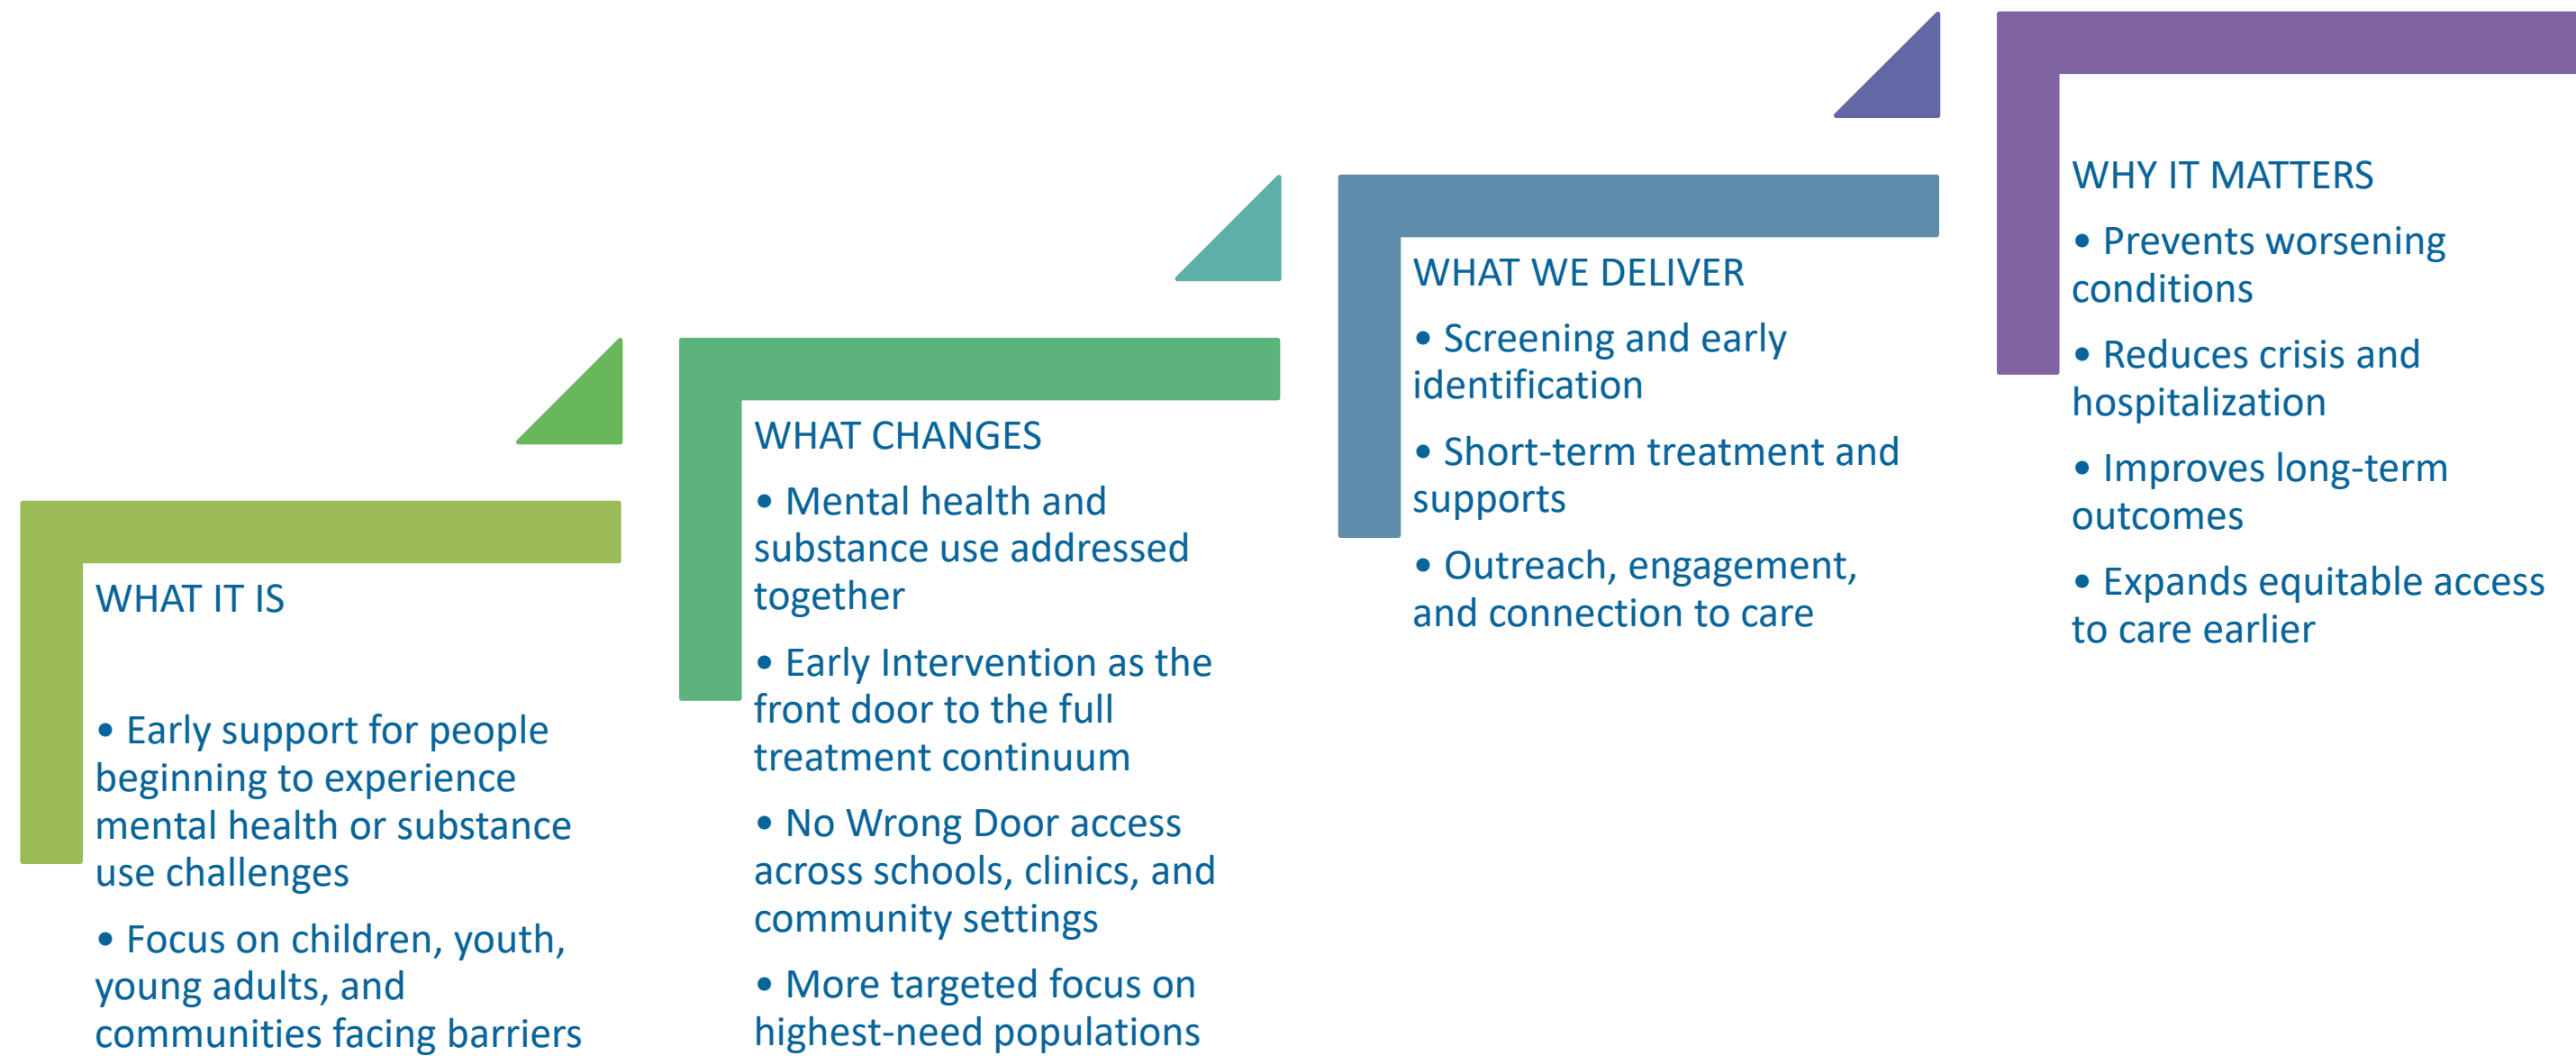 WHAT IT IS
• Early support for people
beginning to experience
mental health or substance
use challenges
• Focus on children, youth,
young adults, and
communities facing barriers
WHAT CHANGES
• Mental health and
substance use addressed
together
• Early Intervention as the
front door to the full
treatment continuum
• No Wrong Door access
across schools, clinics, and
community settings
• More targeted focus on
highest-need populations
WHAT WE DELIVER
• Screening and early
identification
• Short-term treatment and
supports
• Outreach, engagement,
and connection to care
WHY IT MATTERS
• Prevents worsening
conditions
• Reduces crisis and
hospitalization
• Improves long-term
outcomes
• Expands equitable access
to care earlier